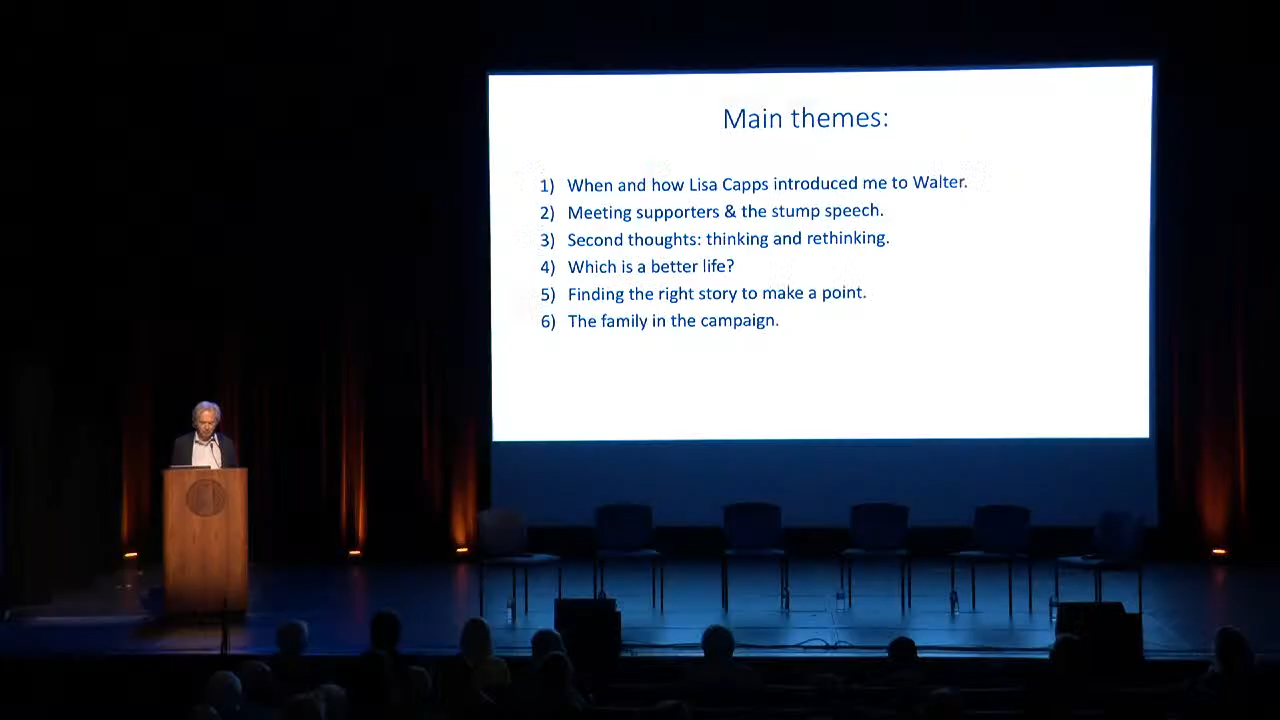 Main themes:
1) When and how Lisa Capps introduced me to Walter.
2) Meeting supporters & the stump speech.
3) Second thoughts: thinking and rethinking.
4) Which is a better life?
5) Finding the right story to make a point.
6) The family in the campaign.